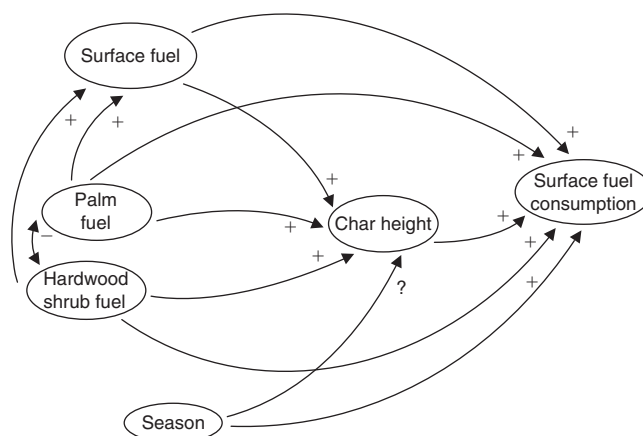 Surface fuel
+
+
+
Palm
fuel
+
+
Surface fuel
consumption
Char height
+
+
−
+
+
Hardwood
shrub fuel
+
?
Season